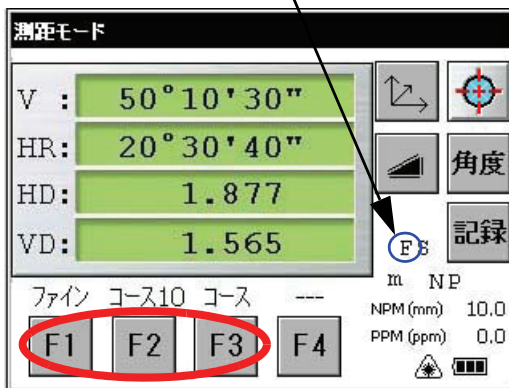 測距モード
V : 50°10'30"
HR: 20°30'40"
HD: 1.877
VD: 1.565
角度
記録
FS
m NP
NPM (mm) 10.0
PPM (ppm) 0.0
ファイン コース10 コース ---
F1 F2 F3 F4